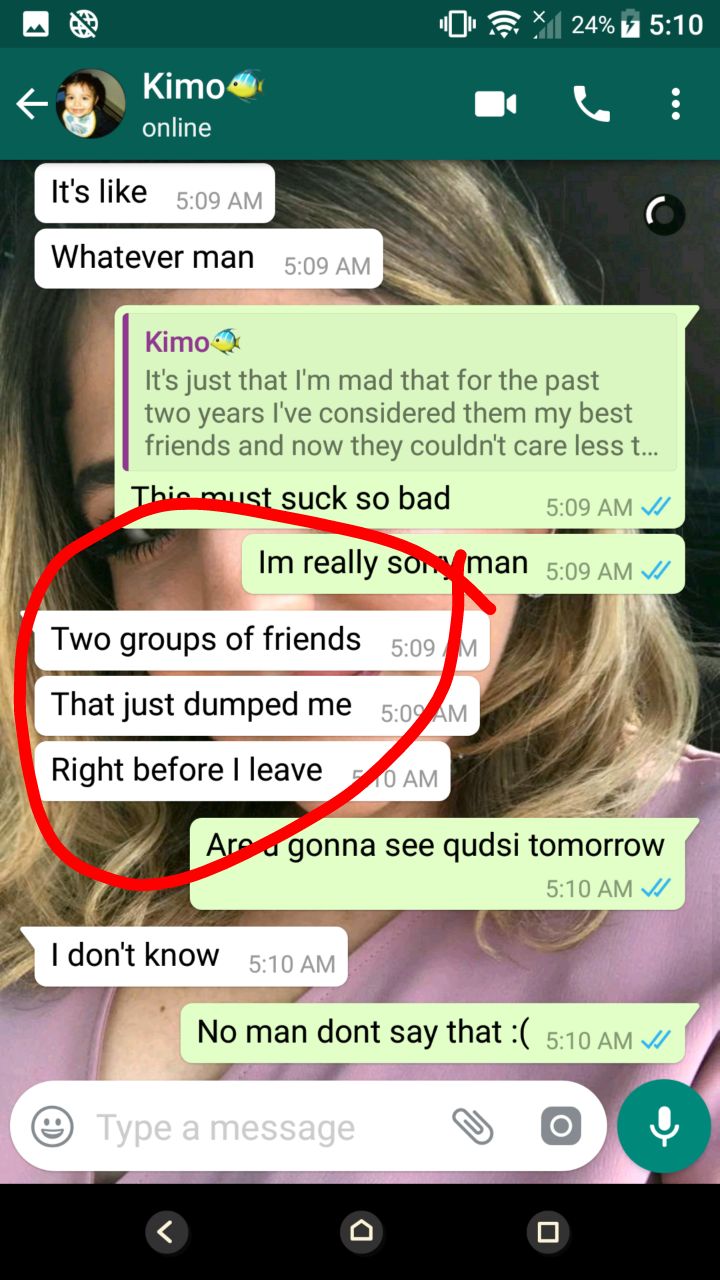 24% 5:10
Kimo🐠
online
It's like 5:09 AM
Whatever man 5:09 AM
Kimo🐠
It's just that I'm mad that for the past
two years I've considered them my best
friends and now they couldn't care less t...
This must suck so bad 5:09 AM
Im really sorry man 5:09 AM
Two groups of friends 5:09 AM
That just dumped me 5:09 AM
Right before I leave 5:10 AM
Are u gonna see qudsi tomorrow
5:10 AM
I don't know 5:10 AM
No man dont say that :( 5:10 AM
Type a message